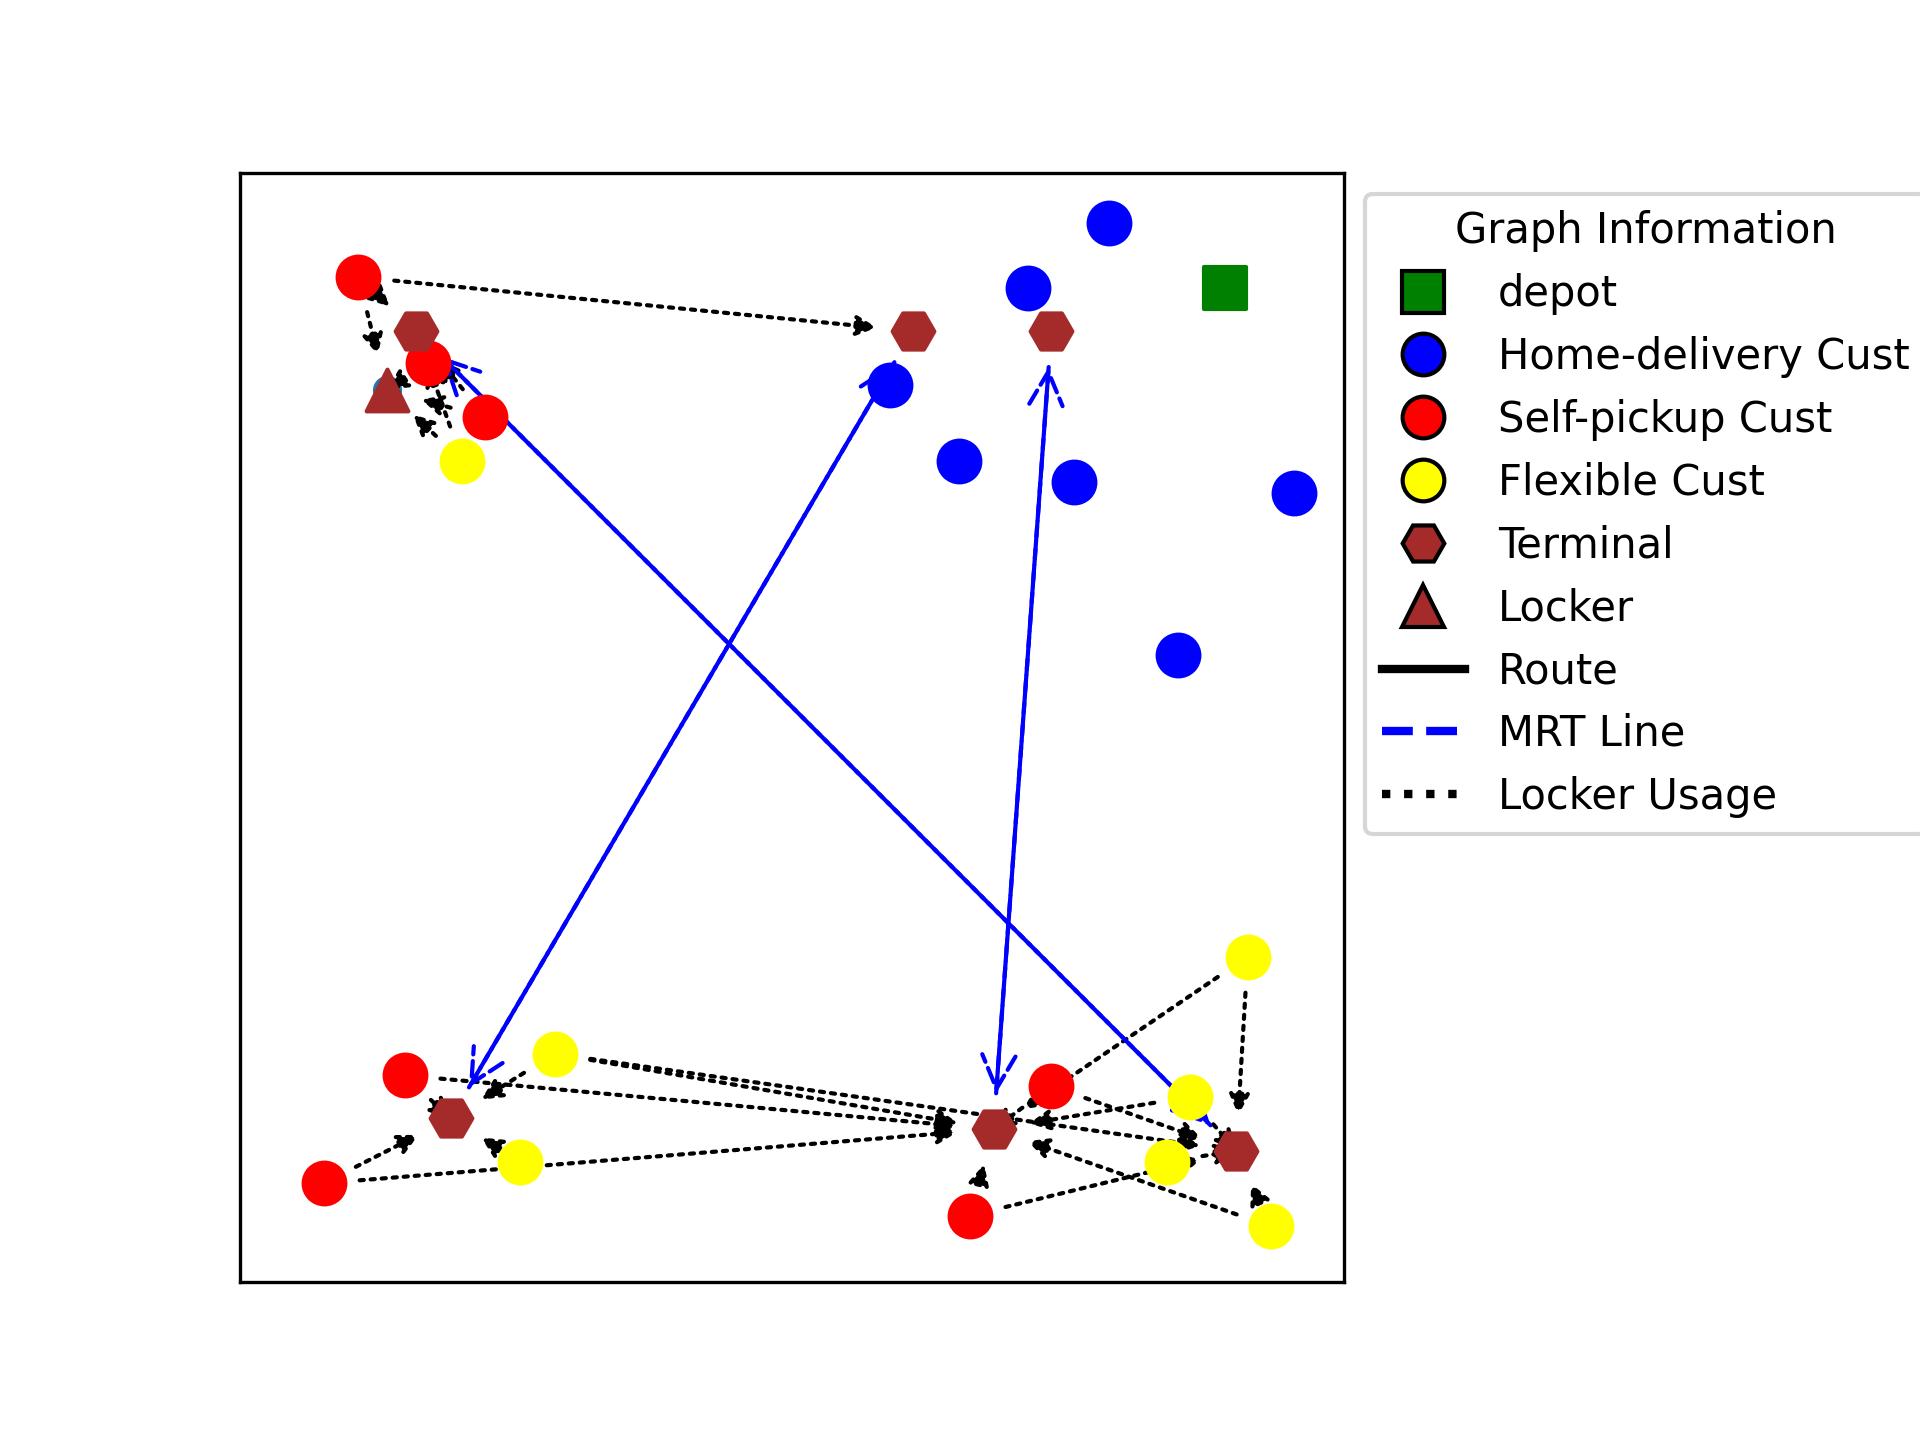 Graph Information
depot
Home-delivery Cust
Self-pickup Cust
Flexible Cust
Terminal
Locker
Route
MRT Line
Locker Usage